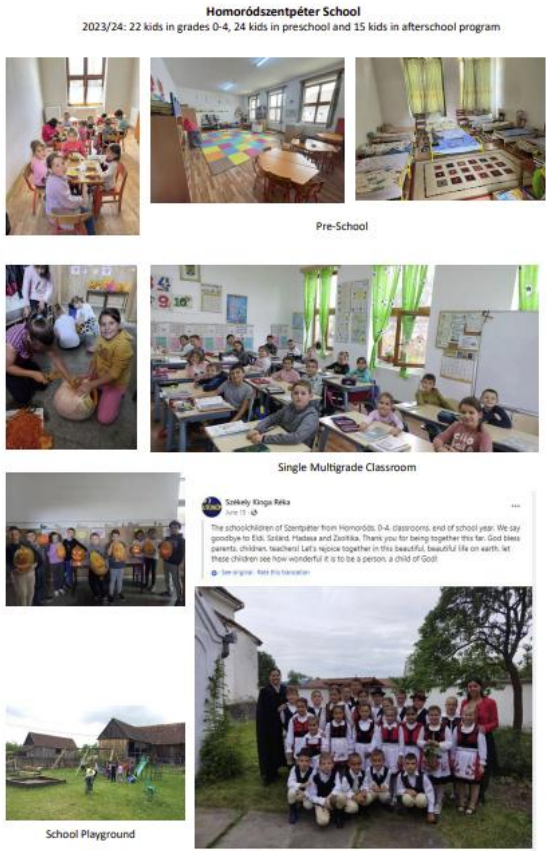 Homoródszentpéter School
2023/24: 22 kids in grades 0-4, 24 kids in preschool and 15 kids in afterschool program
Pre-School
Single Multigrade Classroom
Székely Kinga Réka
June 15
The schoolchildren of Szentpéter from Homoróds, 0-4. classrooms, end of school year. We say
goodbye to Eldi, Szilárd, Hadasa and Zsoltika. Thank you for being together this far. God bless
parents, children, teachers! Let's rejoice together in this beautiful, beautiful life on earth, let
these children see how wonderful it is to be a person, a child of God!
See original · Rate this translation
School Playground